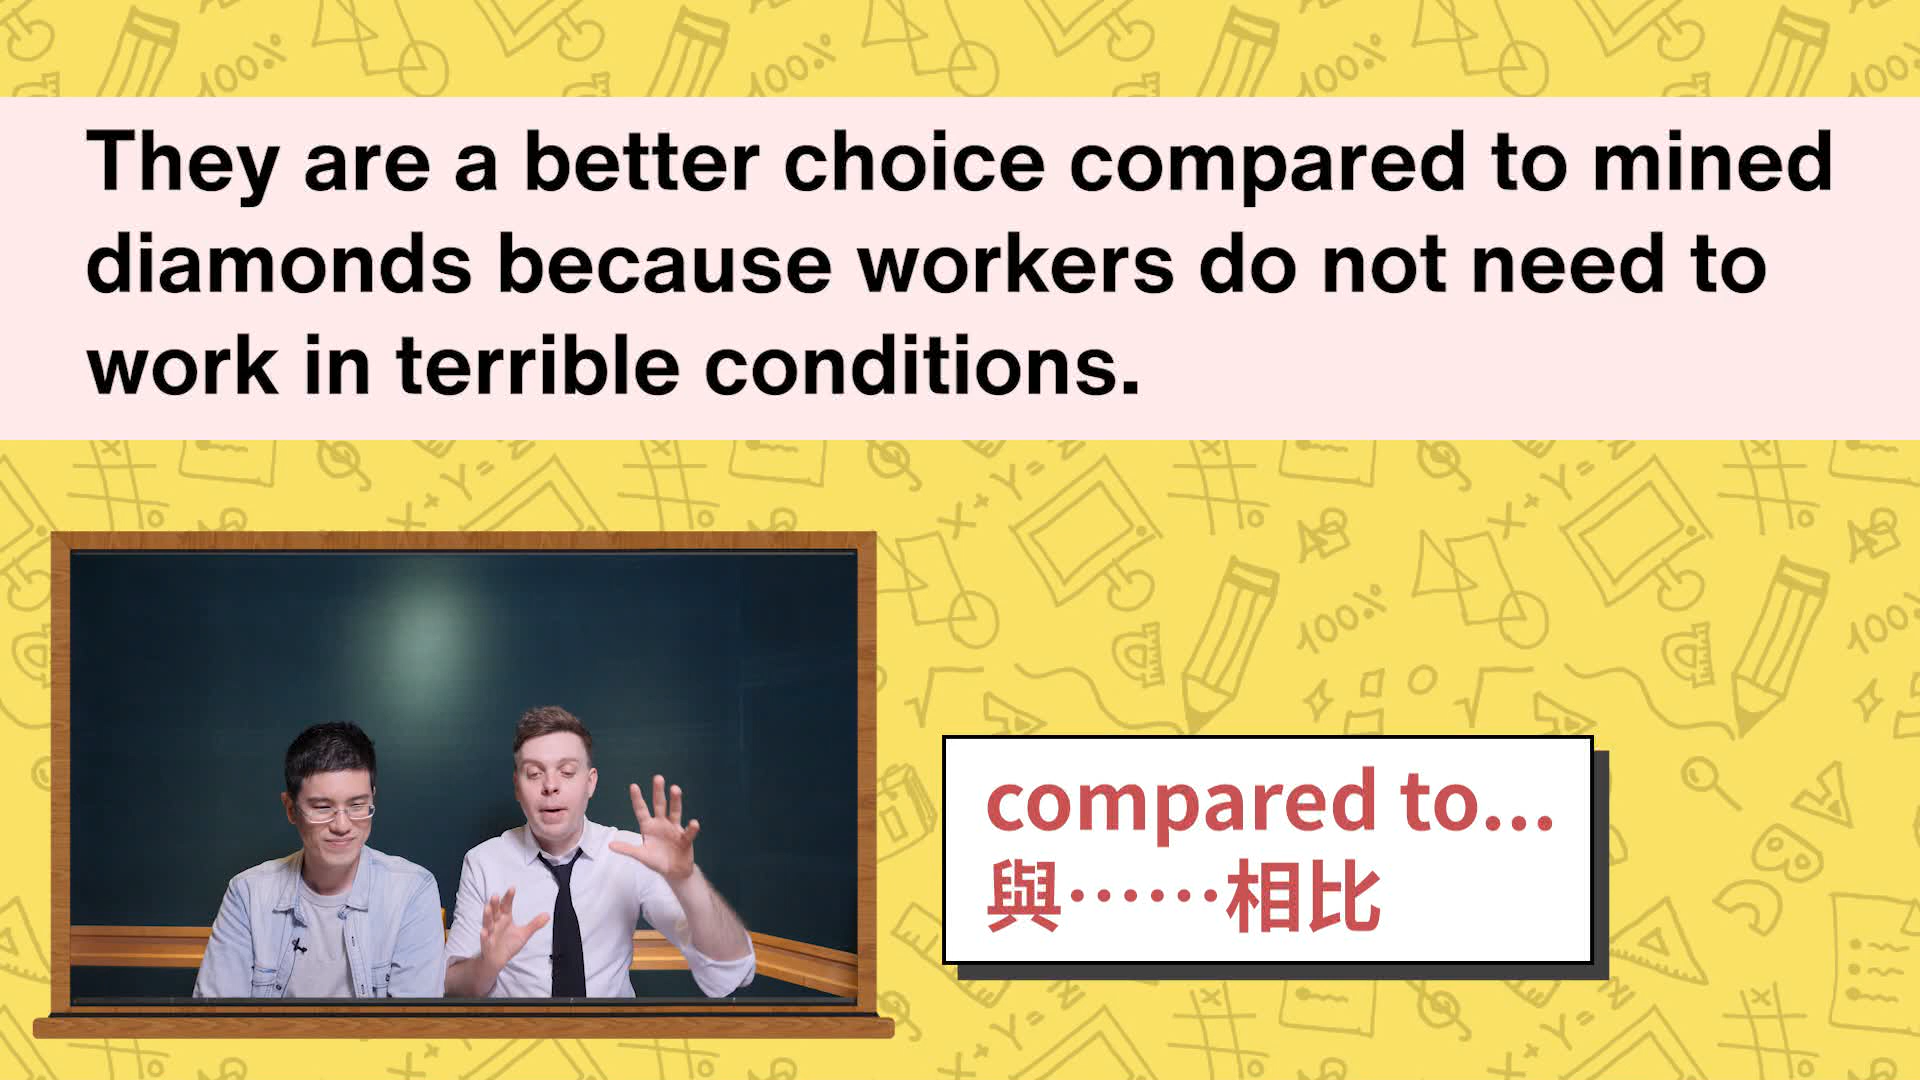 They are a better choice compared to mined
diamonds because workers do not need to
work in terrible conditions.
compared to...
與⋯⋯相比